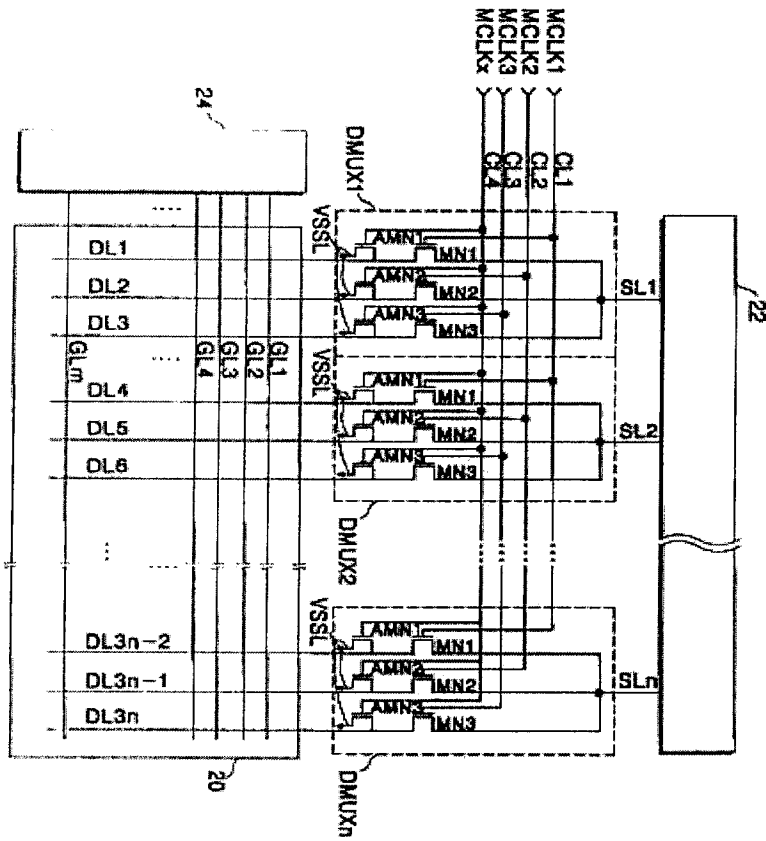 MCLKx
MCLK3
MCLK2
MCLK1
CL4
CL3
CL2
CL1
24
22
DMUX1
VSSL
AMN1
MN1
AMN2
MN2
AMN3
MN3
SL1
DL1
DL2
DL3
GLm
GL4
GL3
GL2
GL1
.....
.....
VSSL
AMN1
MN1
AMN2
MN2
AMN3
MN3
SL2
DL4
DL5
DL6
DMUX2
....
.....
VSSL
AMN1
MN1
AMN2
MN2
AMN3
MN3
SLn
DL3n-2
DL3n-1
DL3n
20
DMUXn